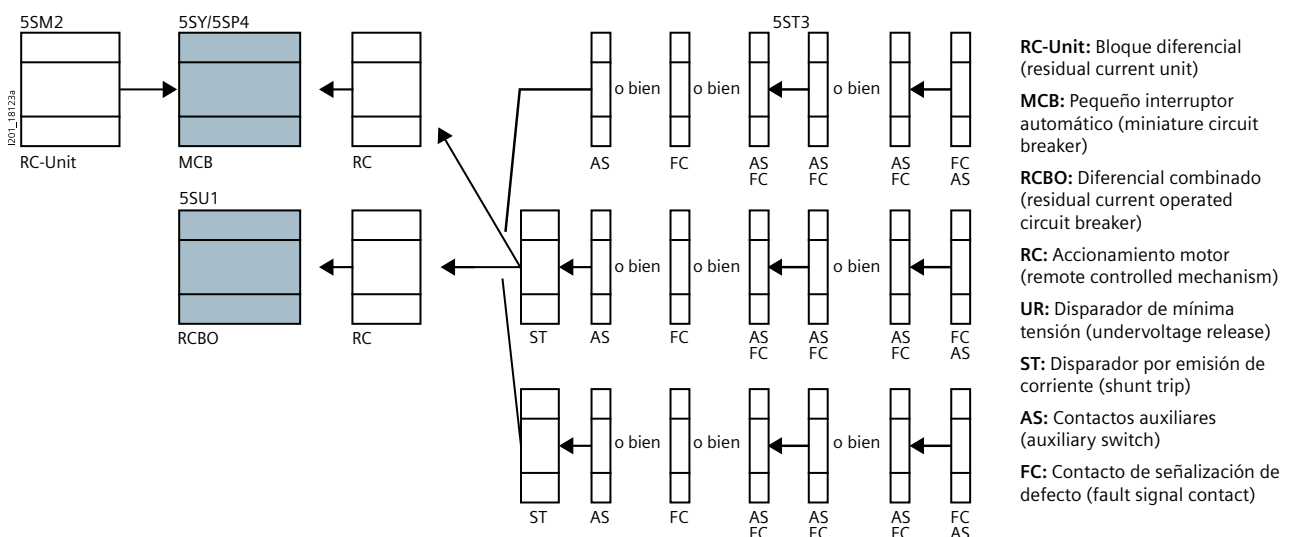 5SM2 5SY/5SP4 5ST3
I201_18123a
o bien o bien o bien
RC-Unit MCB RC AS FC AS AS AS FC
FC FC FC AS
5SU1
o bien o bien o bien
RCBO RC ST AS FC AS AS AS FC
FC FC FC AS
o bien o bien o bien
ST AS FC AS AS AS FC
FC FC FC AS
RC-Unit: Bloque diferencial
(residual current unit)
MCB: Pequeño interruptor
automático (miniature circuit
breaker)
RCBO: Diferencial combinado
(residual current operated
circuit breaker)
RC: Accionamiento motor
(remote controlled mechanism)
UR: Disparador de mínima
tensión (undervoltage release)
ST: Disparador por emisión de
corriente (shunt trip)
AS: Contactos auxiliares
(auxiliary switch)
FC: Contacto de señalización de
defecto (fault signal contact)